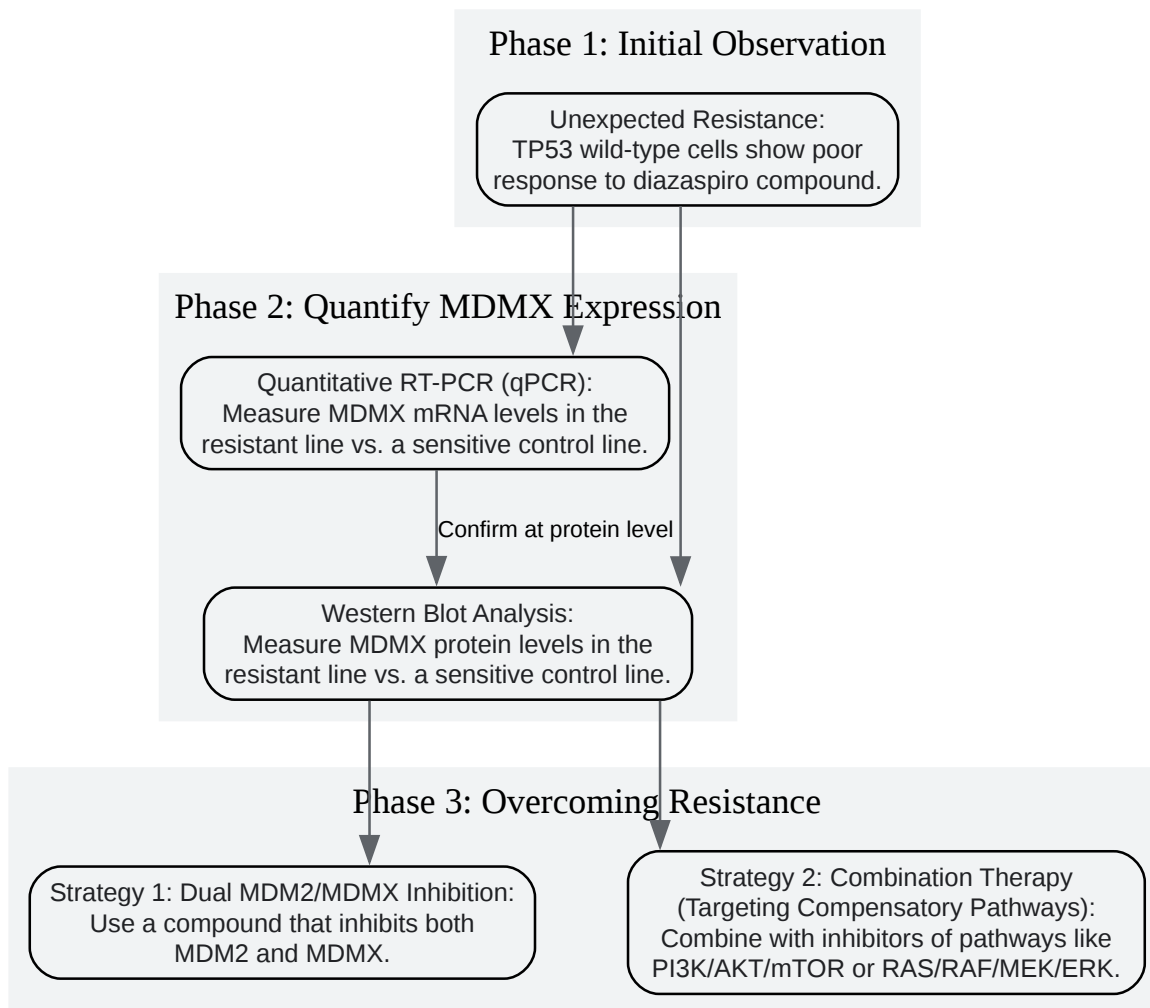 Phase 1: Initial Observation
Unexpected Resistance:
TP53 wild-type cells show poor
response to diazaspiro compound.
Phase 2: Quantify MDMX Expression
Quantitative RT-PCR (qPCR):
Measure MDMX mRNA levels in the
resistant line vs. a sensitive control line.
Confirm at protein level
Western Blot Analysis:
Measure MDMX protein levels in the
resistant line vs. a sensitive control line.
Phase 3: Overcoming Resistance
Strategy 1: Dual MDM2/MDMX Inhibition:
Use a compound that inhibits both
MDM2 and MDMX.
Strategy 2: Combination Therapy
(Targeting Compensatory Pathways):
Combine with inhibitors of pathways like
PI3K/AKT/mTOR or RAS/RAF/MEK/ERK.